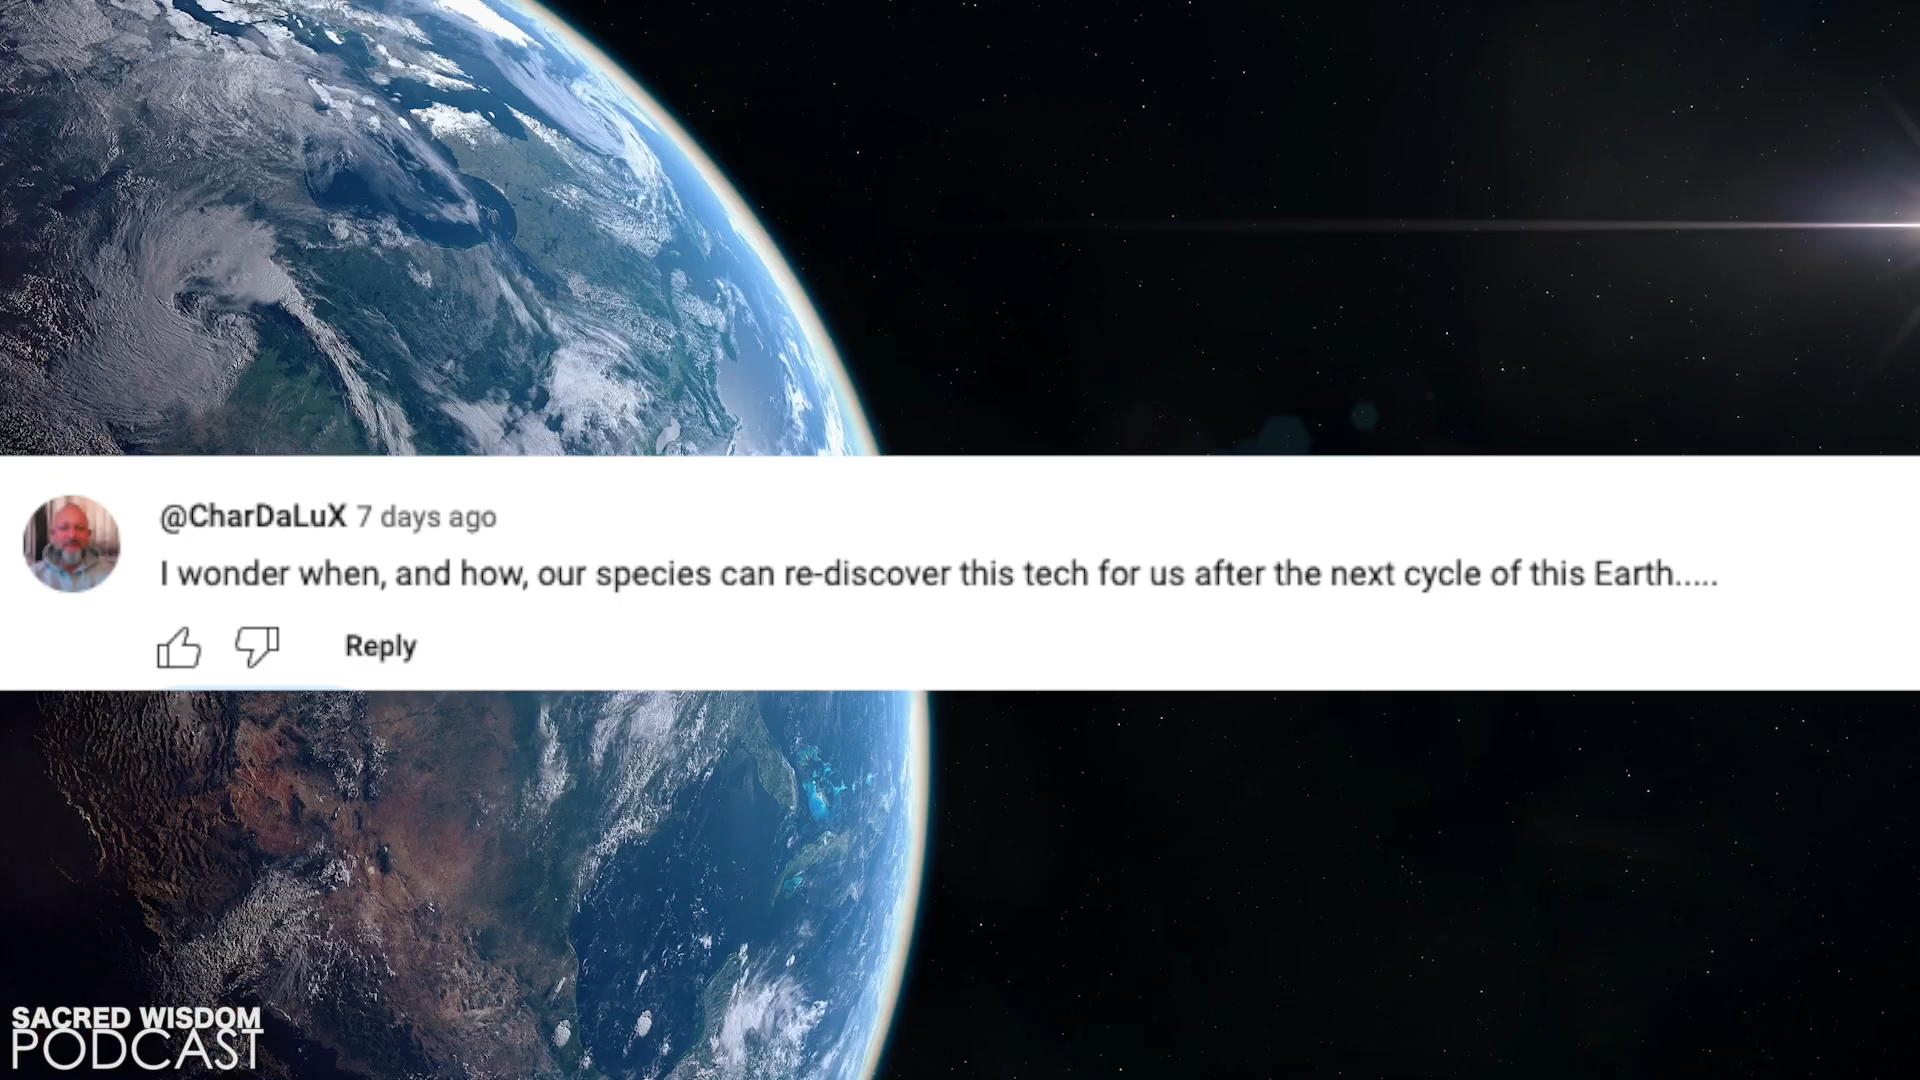 @CharDaLuX 7 days ago
I wonder when, and how, our species can re-discover this tech for us after the next cycle of this Earth.....
Reply
SACRED WISDOM
PODCAST